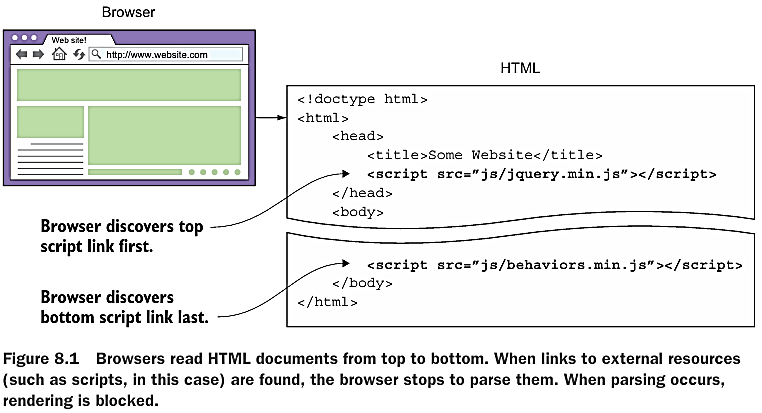 Browser
Web site!
http://www.website.com
HTML
<!doctype html>
<html>
<head>
<title>Some Website</title>
<script src="js/jquery.min.js"></script>
</head>
<body>
Browser discovers top
script link first.
<script src="js/behaviors.min.js"></script>
</body>
</html>
Browser discovers
bottom script link last.
Figure 8.1 Browsers read HTML documents from top to bottom. When links to external resources
(such as scripts, in this case) are found, the browser stops to parse them. When parsing occurs,
rendering is blocked.